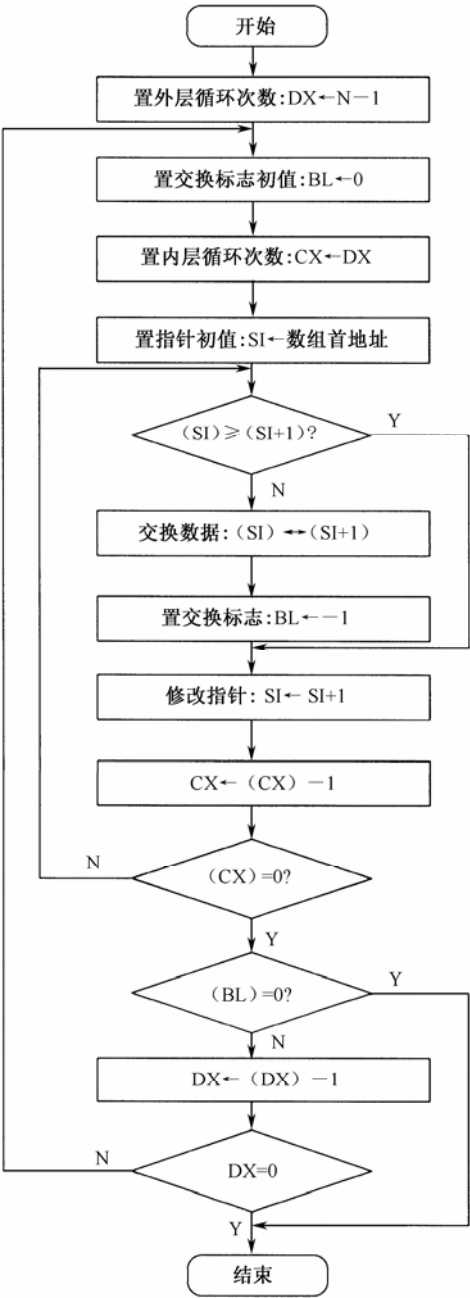 开始
置外层循环次数:DX←N－1
置交换标志初值:BL←0
置内层循环次数:CX←DX
置指针初值:SI←数组首地址
(SI)≥(SI+1)?
Y
N
交换数据:(SI)↔(SI+1)
置交换标志:BL←－1
修改指针: SI← SI+1
CX←(CX)－1
N
(CX)=0?
Y
(BL)=0?
Y
N
DX←(DX)－1
N
DX=0
Y
结束